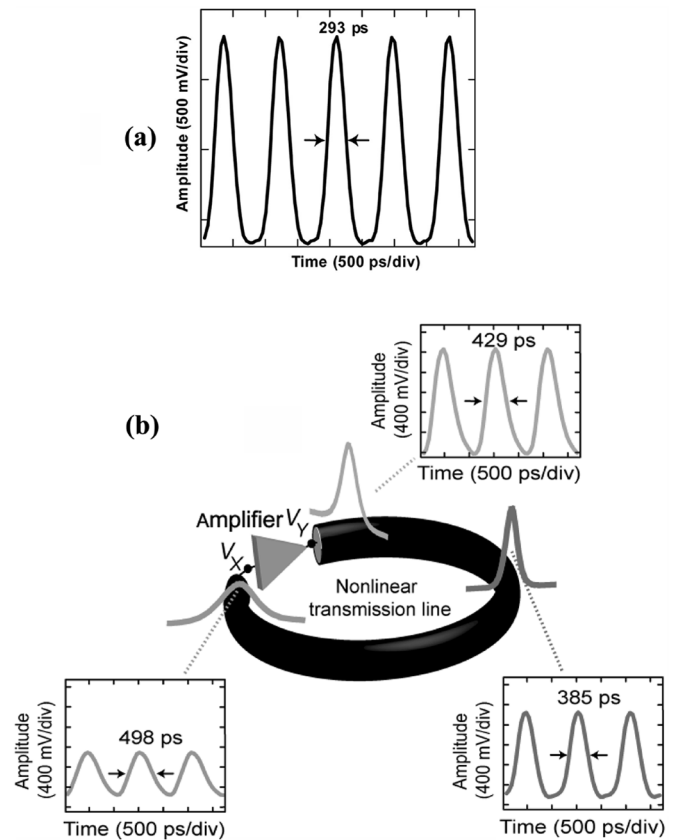 (a)
293 ps
Amplitude (500 mV/div)
Time (500 ps/div)
(b)
429 ps
Amplitude
(400 mV/div)
Time (500 ps/div)
Amplifier
VY
VX
Nonlinear
transmission line
498 ps
Amplitude
(400 mV/div)
Time (500 ps/div)
385 ps
Amplitude
(400 mV/div)
Time (500 ps/div)